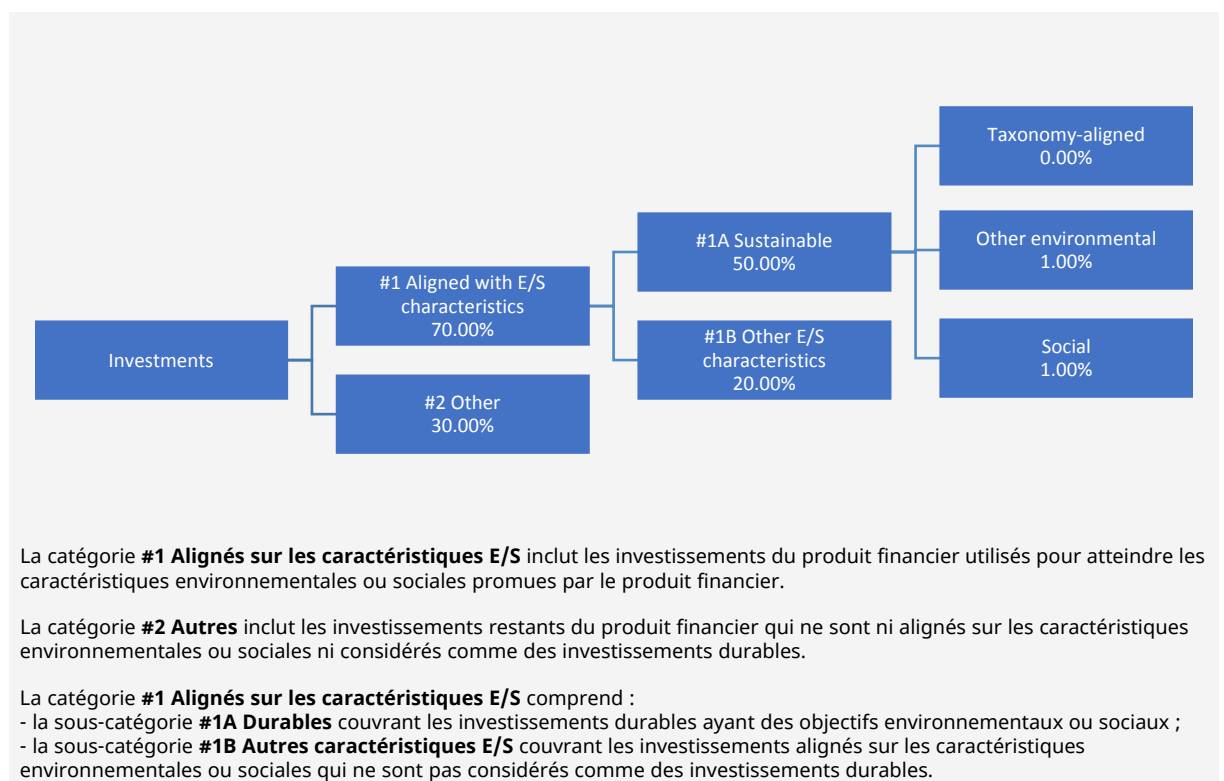 Taxonomy-aligned
0.00%
#1A Sustainable
50.00%
Other environmental
1.00%
#1 Aligned with E/S
characteristics
70.00%
Investments
#1B Other E/S
characteristics
20.00%
Social
1.00%
#2 Other
30.00%
La catégorie #1 Alignés sur les caractéristiques E/S inclut les investissements du produit financier utilisés pour atteindre les
caractéristiques environnementales ou sociales promues par le produit financier.
La catégorie #2 Autres inclut les investissements restants du produit financier qui ne sont ni alignés sur les caractéristiques
environnementales ou sociales ni considérés comme des investissements durables.
La catégorie #1 Alignés sur les caractéristiques E/S comprend :
- la sous-catégorie #1A Durables couvrant les investissements durables ayant des objectifs environnementaux ou sociaux ;
- la sous-catégorie #1B Autres caractéristiques E/S couvrant les investissements alignés sur les caractéristiques
environnementales ou sociales qui ne sont pas considérés comme des investissements durables.